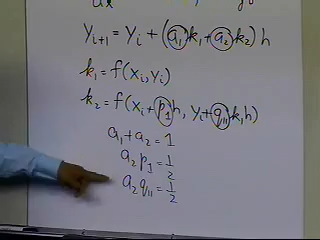 y_{i+1} = y_i + (a_1 k_1 + a_2 k_2) h
k_1 = f(x_i, y_i)
k_2 = f(x_i + p_1 h, y_i + q_{11} k_1 h)
a_1 + a_2 = 1
a_2 p_1 = 1/2
a_2 q_{11} = 1/2